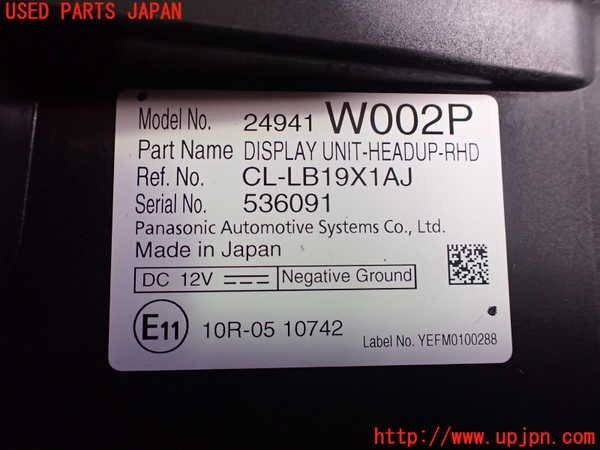 USED PARTS JAPAN
Model No. 24941 W002P
Part Name DISPLAY UNIT-HEADUP-RHD
Ref. No. CL-LB19X1AJ
Serial No. 536091
Panasonic Automotive Systems Co., Ltd.
Made in Japan
DC 12V Negative Ground
E11 10R-05 10742
Label No. YEFM0100288
UPJ http://www.upjpn.com/